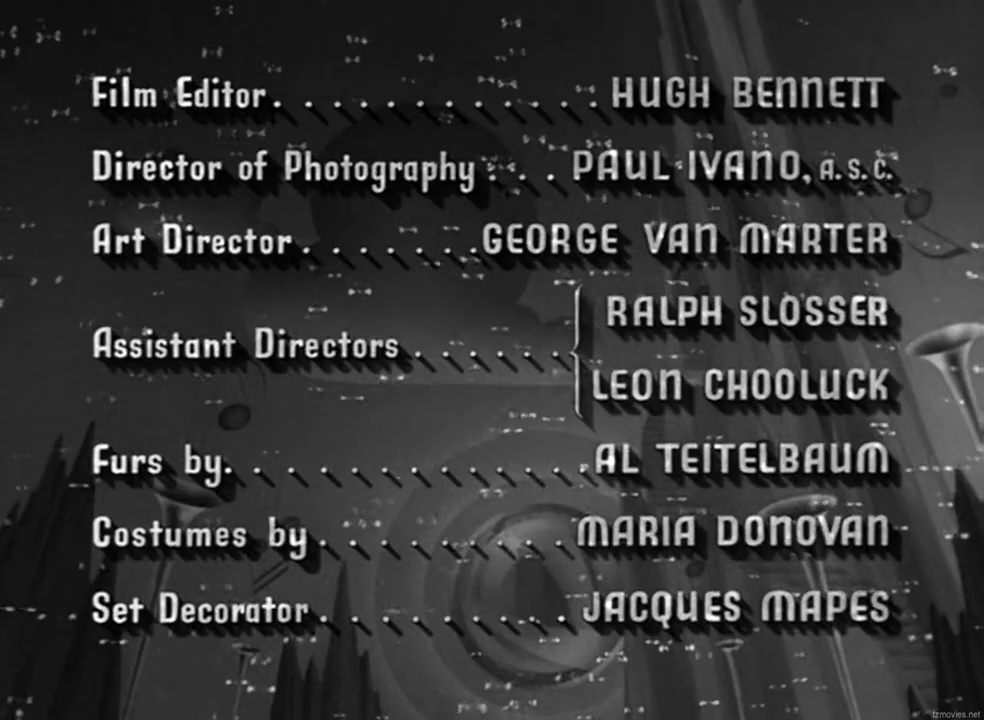 Film Editor. . . . . . . . . . . . . HUGH BENNETT
Director of Photography . . . PAUL IVANO, A.S.C.
Art Director . . . . . . . GEORGE VAN MARTER
RALPH SLOSSER
Assistant Directors . . . . . .
LEON CHOOLUCK
Furs by. . . . . . . . . . . . . AL TEITELBAUM
Costumes by . . . . . . . . . MARIA DONOVAN
Set Decorator . . . . . . . . . JACQUES MAPES
fzmovies.net